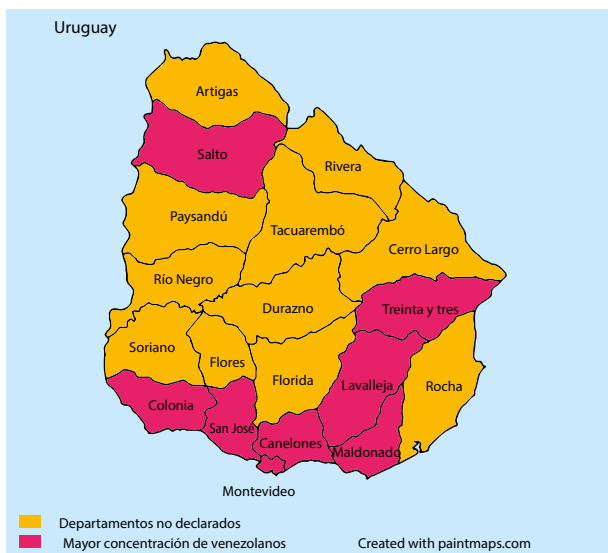 Uruguay
Artigas
Salto
Rivera
Paysandú
Tacuarembó
Cerro Largo
Río Negro
Durazno
Treinta y tres
Soriano
Flores
Florida
Lavalleja
Rocha
Colonia
San José
Canelones
Maldonado
Montevideo
Departamentos no declarados
Mayor concentración de venezolanos
Created with paintmaps.com